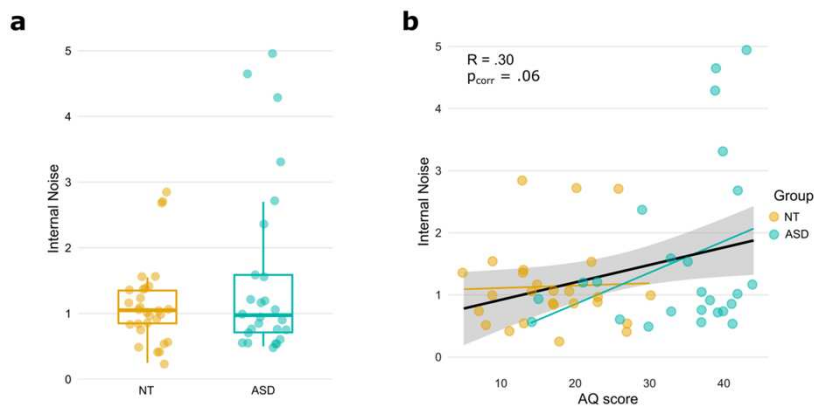 a
5
4
3
2
1
0
Internal Noise
NT
ASD
b
R = .30
pcorr = .06
5
4
3
2
1
0
Internal Noise
10
20
30
40
AQ score
Group
NT
ASD